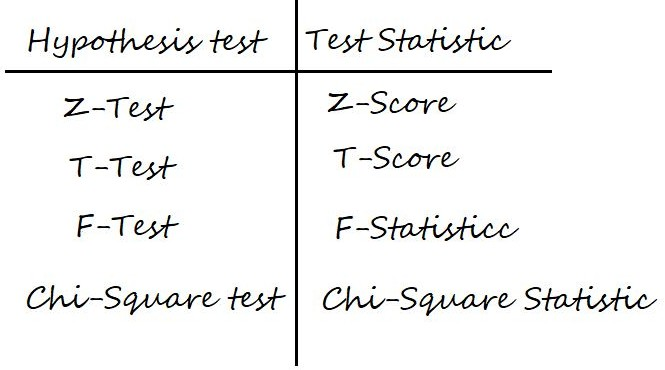 Hypothesis test Test Statistic
Z-Test Z-Score
T-Test T-Score
F-Test F-Statisticc
Chi-Square test Chi-Square Statistic